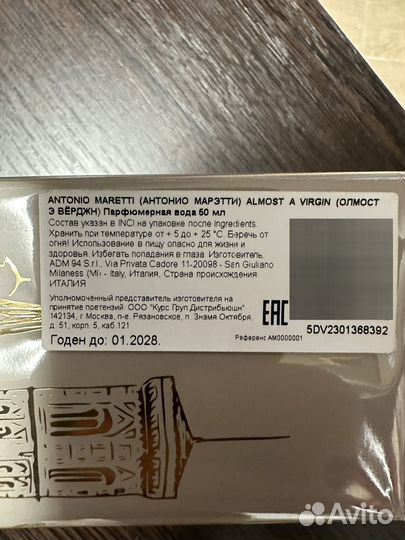 ANTONIO MARETTI (АНТОНИО МАРЭТТИ) ALMOST A VIRGIN (ОЛМОСТ
Э ВЁРДЖН) Парфюмерная вода 50 мл
Состав указан в INCI на упаковке после Ingredients.
Хранить при температуре от + 5 до + 25 °С. Беречь от
огня! Использование в пищу опасно для жизни и
здоровья. Избегать попадания в глаза. Изготовитель:
ADM 94 S.r.l., Via Privata Cadore 11-20098 - San Giuliano
Milaness (MI) - Italy, Италия, Страна происхождения:
ИТАЛИЯ
Уполномоченный представитель изготовителя на
принятие претензий: ООО "Курс Груп Дистрибьюшн"
142134, г. Москва, п-е. Рязановское, п. Знамя Октября,
д. 51, корп. 5, каб.121
Годен до: 01.2028.
EAC
5DV2301368392
Референс AM0000001
Avito